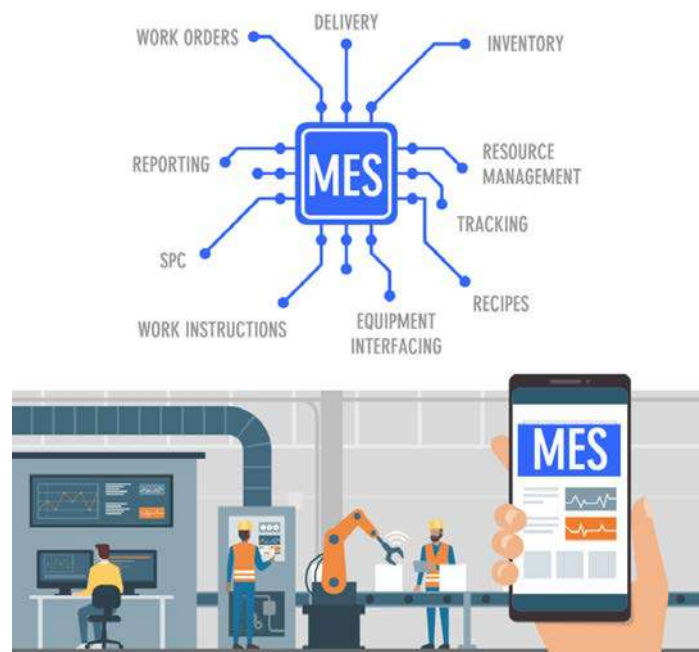 DELIVERY
WORK ORDERS
INVENTORY
REPORTING
MES
RESOURCE
MANAGEMENT
TRACKING
SPC
RECIPES
WORK INSTRUCTIONS
EQUIPMENT
INTERFACING
MES